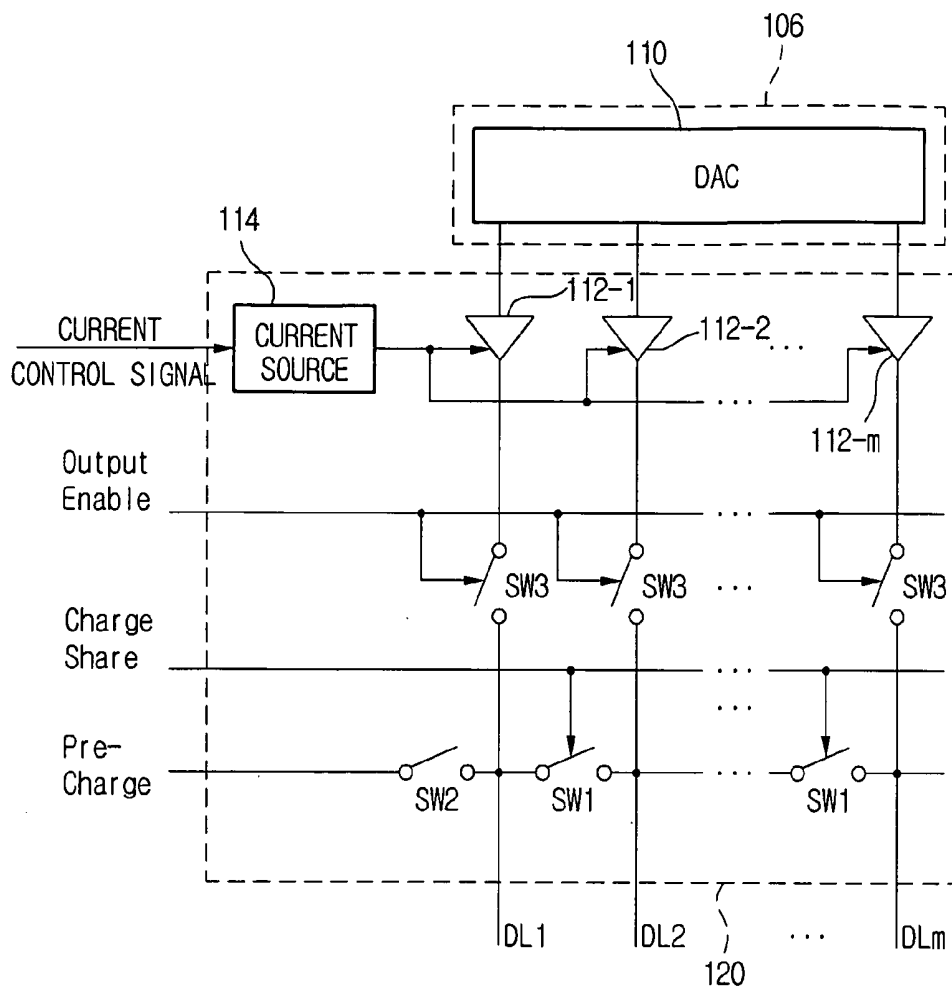 106
110
DAC
114
112-1
CURRENT
CONTROL SIGNAL
CURRENT
SOURCE
112-2
...
112-m
...
Output
Enable
...
SW3
SW3
...
SW3
Charge
Share
...
...
Pre-
Charge
...
SW2
SW1
SW1
DL1
DL2
...
DLm
120